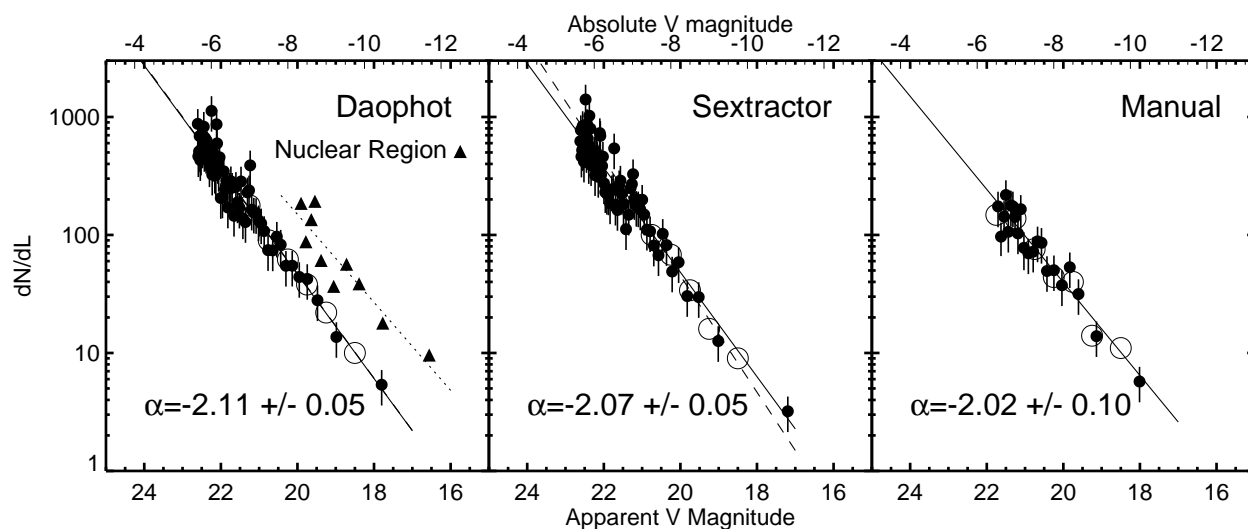 Absolute V magnitude
-4 -6 -8 -10 -12 -4 -6 -8 -10 -12 -4 -6 -8 -10 -12
Daophot
Sextractor
Manual
Nuclear Region
dN/dL
1000
100
10
1
α=-2.11 +/- 0.05
α=-2.07 +/- 0.05
α=-2.02 +/- 0.10
24 22 20 18 16 24 22 20 18 16 24 22 20 18 16
Apparent V Magnitude